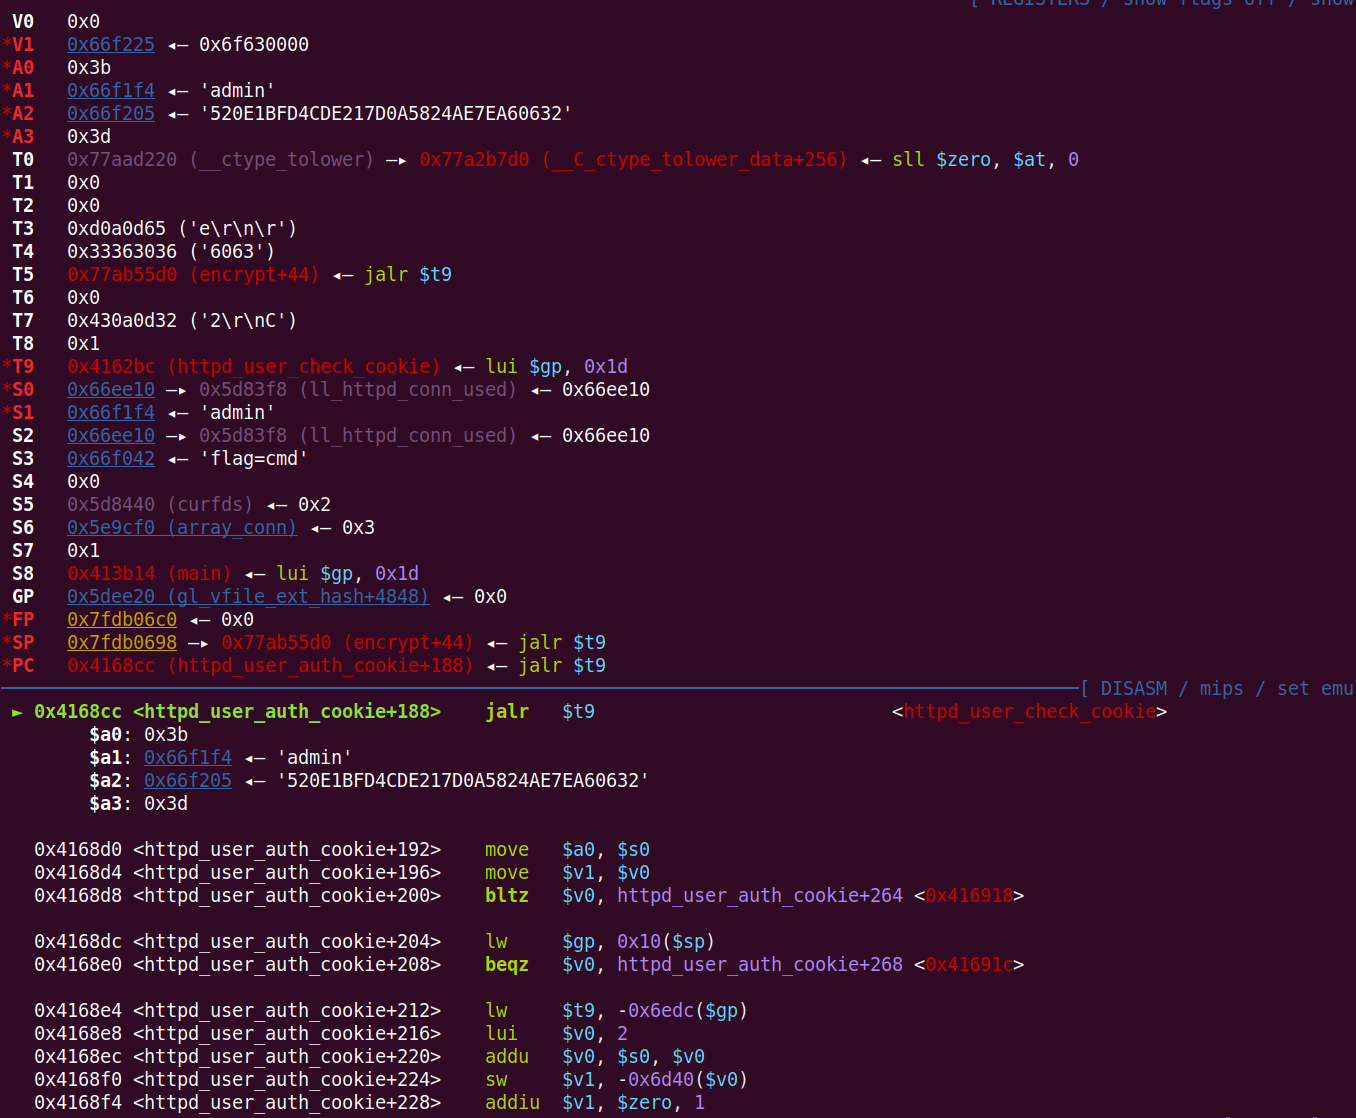 [ REGISTERS / show flags off / show
V0 0x0
*V1 0x66f225 ◂— 0x6f630000
*A0 0x3b
*A1 0x66f1f4 ◂— 'admin'
*A2 0x66f205 ◂— '520E1BFD4CDE217D0A5824AE7EA60632'
*A3 0x3d
T0 0x77aad220 (__ctype_tolower) —▸ 0x77a2b7d0 (__C_ctype_tolower_data+256) ◂— sll $zero, $at, 0
T1 0x0
T2 0x0
T3 0xd0a0d65 ('e\r\n\r')
T4 0x33363036 ('6063')
T5 0x77ab55d0 (encrypt+44) ◂— jalr $t9
T6 0x0
T7 0x430a0d32 ('2\r\nC')
T8 0x1
*T9 0x4162bc (httpd_user_check_cookie) ◂— lui $gp, 0x1d
*S0 0x66ee10 —▸ 0x5d83f8 (ll_httpd_conn_used) ◂— 0x66ee10
*S1 0x66f1f4 ◂— 'admin'
S2 0x66ee10 —▸ 0x5d83f8 (ll_httpd_conn_used) ◂— 0x66ee10
S3 0x66f042 ◂— 'flag=cmd'
S4 0x0
S5 0x5d8440 (curfds) ◂— 0x2
S6 0x5e9cf0 (array_conn) ◂— 0x3
S7 0x1
S8 0x413b14 (main) ◂— lui $gp, 0x1d
GP 0x5dee20 (gl_vfile_ext_hash+4848) ◂— 0x0
*FP 0x7fdb06c0 ◂— 0x0
*SP 0x7fdb0698 —▸ 0x77ab55d0 (encrypt+44) ◂— jalr $t9
*PC 0x4168cc (httpd_user_auth_cookie+188) ◂— jalr $t9
[ DISASM / mips / set emu
► 0x4168cc <httpd_user_auth_cookie+188> jalr $t9 <httpd_user_check_cookie>
$a0: 0x3b
$a1: 0x66f1f4 ◂— 'admin'
$a2: 0x66f205 ◂— '520E1BFD4CDE217D0A5824AE7EA60632'
$a3: 0x3d
0x4168d0 <httpd_user_auth_cookie+192> move $a0, $s0
0x4168d4 <httpd_user_auth_cookie+196> move $v1, $v0
0x4168d8 <httpd_user_auth_cookie+200> bltz $v0, httpd_user_auth_cookie+264 <0x416918>
0x4168dc <httpd_user_auth_cookie+204> lw $gp, 0x10($sp)
0x4168e0 <httpd_user_auth_cookie+208> beqz $v0, httpd_user_auth_cookie+268 <0x41691c>
0x4168e4 <httpd_user_auth_cookie+212> lw $t9, -0x6edc($gp)
0x4168e8 <httpd_user_auth_cookie+216> lui $v0, 2
0x4168ec <httpd_user_auth_cookie+220> addu $v0, $s0, $v0
0x4168f0 <httpd_user_auth_cookie+224> sw $v1, -0x6d40($v0)
0x4168f4 <httpd_user_auth_cookie+228> addiu $v1, $zero, 1